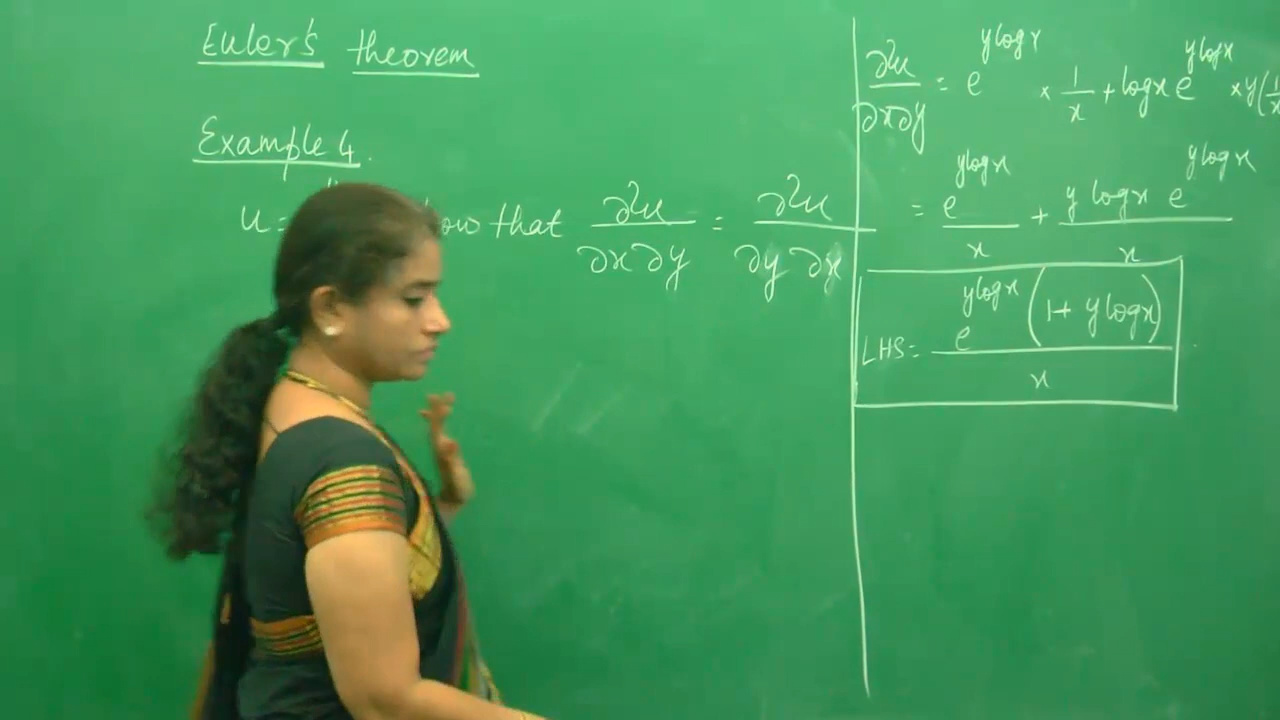 Euler's theorem
Example 4.
u = ow that ∂²u/∂x∂y = ∂²u/∂y ∂x
∂²u/∂x∂y = e^{y log x} × 1/x + log x e^{y log x} × y(1/x
= e^{y log x}/x + y log x e^{y log x}/x
LHS = e^{y log x} (1 + y log x)/x